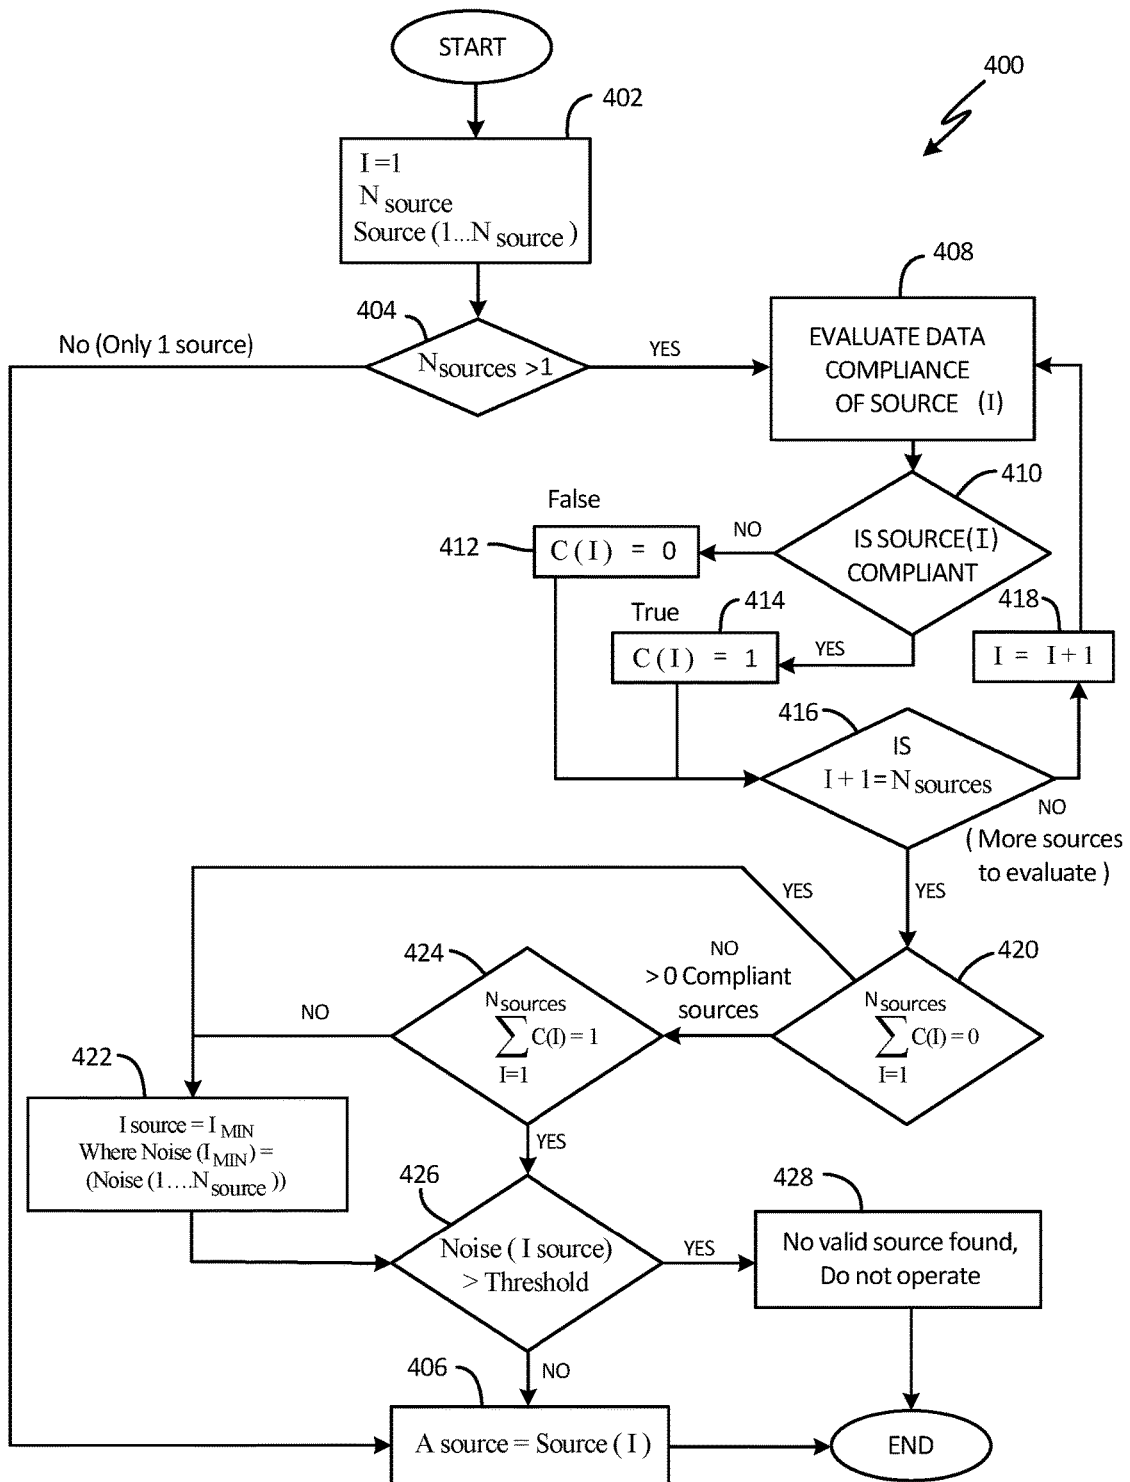 START
400
402
I =1
N source
Source (1...N source )
404
N sources >1
No (Only 1 source)
YES
408
EVALUATE DATA
COMPLIANCE
OF SOURCE (I)
410
IS SOURCE(I)
COMPLIANT
NO
False
412
C(I) = 0
True
414
C(I) = 1
YES
418
I = I+1
416
IS
I + 1 = N sources
NO
( More sources
to evaluate )
YES
YES
420
N sources
∑ C(I) = 0
I=1
NO
> 0 Compliant
sources
424
N sources
∑ C(I) = 1
I=1
NO
422
I source = I MIN
Where Noise (I MIN) =
(Noise (1....N source ))
YES
426
Noise ( I source)
> Threshold
YES
428
No valid source found,
Do not operate
NO
406
A source = Source ( I )
END